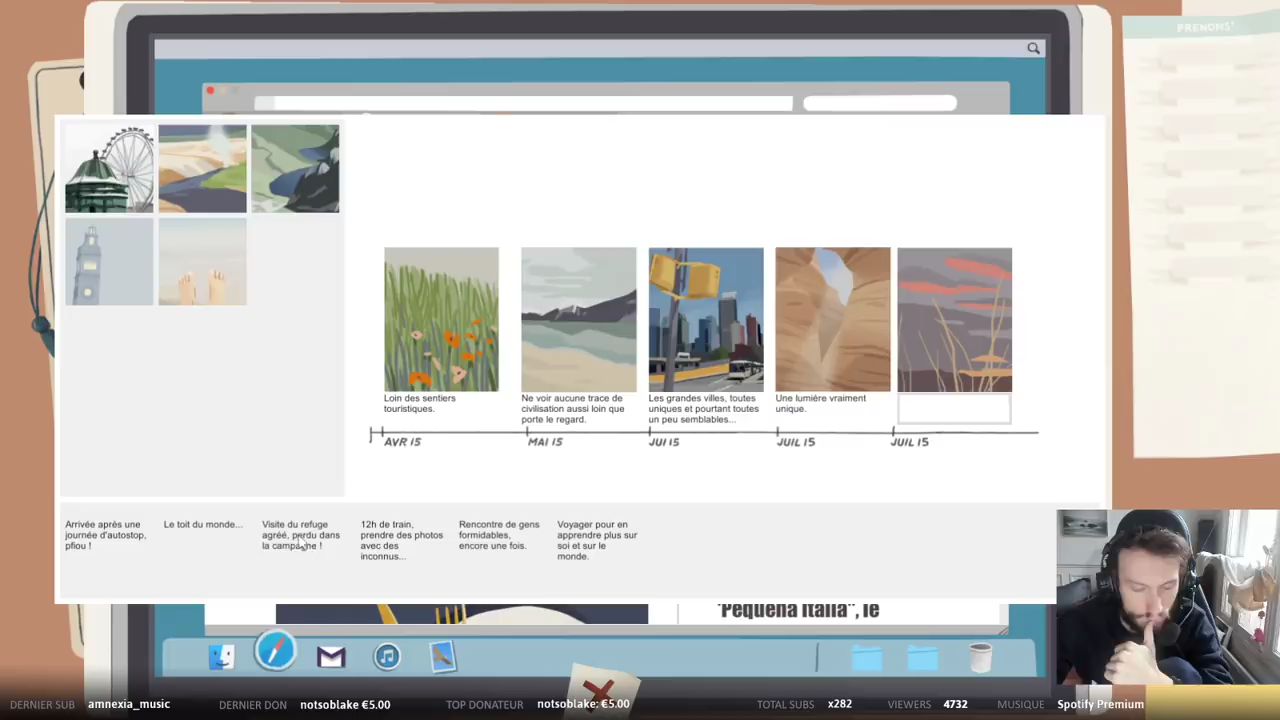 PRENOMS'
Loin des sentiers
touristiques.
Ne voir aucune trace de
civilisation aussi loin que
porte le regard.
Les grandes villes, toutes
uniques et pourtant toutes
un peu semblables...
Une lumière vraiment
unique.
AVR 15
MAI 15
JUI 15
JUIL 15
JUIL 15
Arrivée après une
journée d'autostop,
pfiou !
Le toit du monde...
Visite du refuge
agréé, perdu dans
la campagne !
12h de train,
prendre des photos
avec des
inconnus...
Rencontre de gens
formidables,
encore une fois.
Voyager pour en
apprendre plus sur
soi et sur le
monde.
"Pequena Italia", le
DERNIER SUB amnexia_music
DERNIER DON notsoblake €5.00
TOP DONATEUR notsoblake: €5.00
TOTAL SUBS x282
VIEWERS 4732
MUSIQUE Spotify Premium